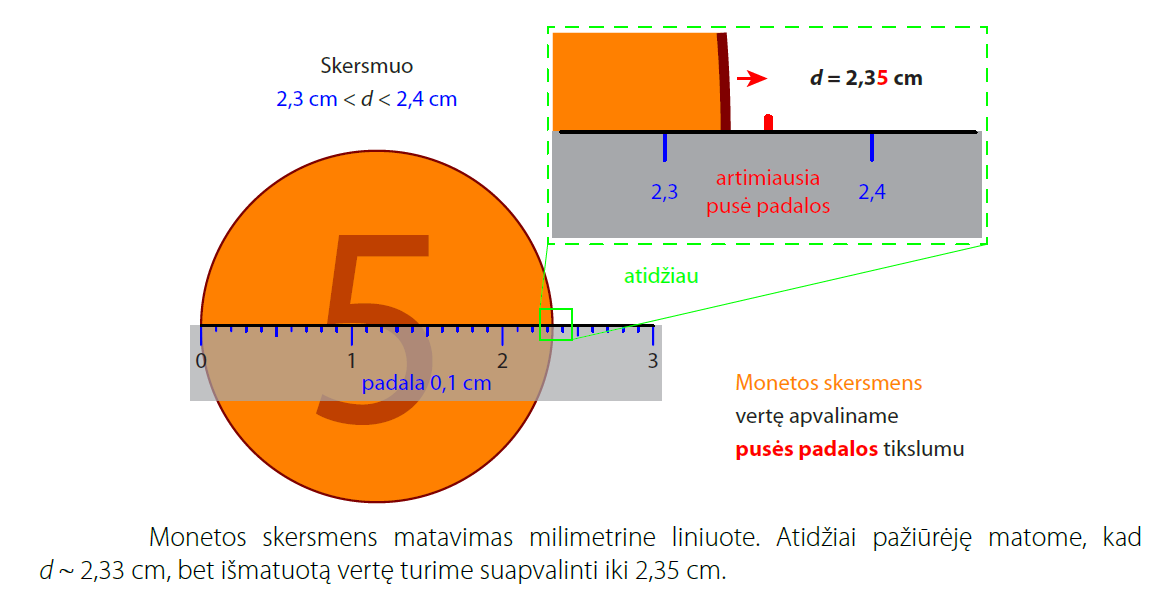 Skersmuo
2,3 cm < d < 2,4 cm
d = 2,35 cm
2,3
artimiausia
pusė padalos
2,4
atidžiau
5
0
1
2
3
padala 0,1 cm
Monetos skersmens
vertę apvaliname
pusės padalos tikslumu
Monetos skersmens matavimas milimetrine liniuote. Atidžiai pažiūrėję matome, kad
d ~ 2,33 cm, bet išmatuotą vertę turime suapvalinti iki 2,35 cm.